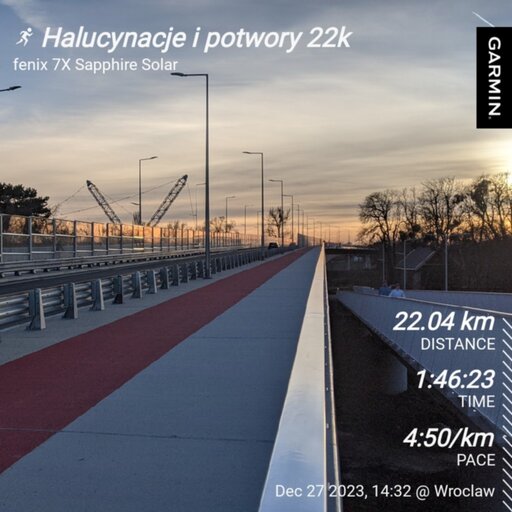 Halucynacje i potwory 22k
fenix 7X Sapphire Solar
GARMIN.
22.04 km
DISTANCE
1:46:23
TIME
4:50/km
PACE
Dec 27 2023, 14:32 @ Wroclaw